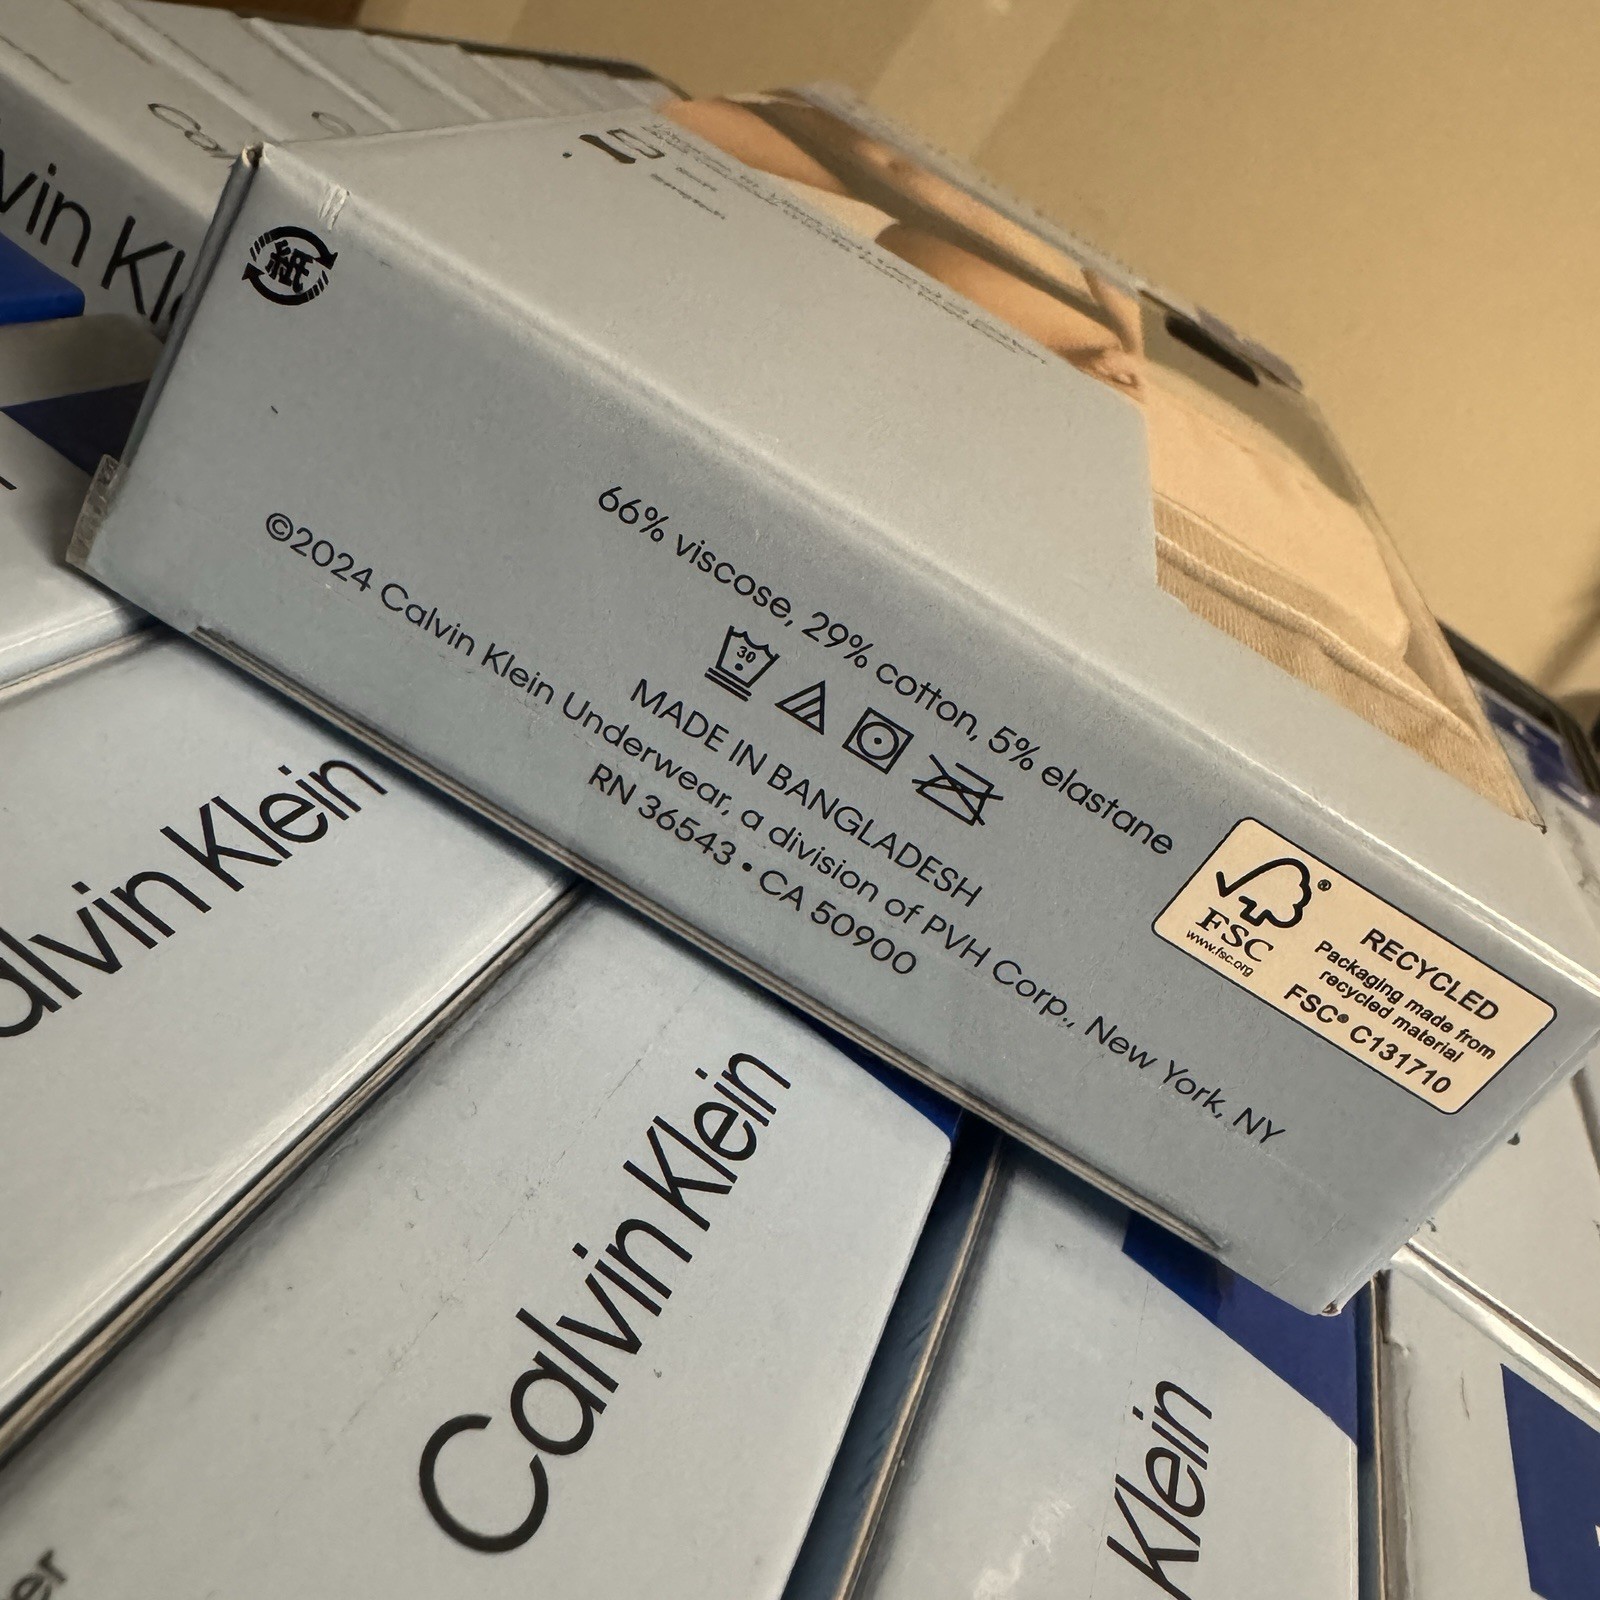 Calvin Klein
紙
66% viscose, 29% cotton, 5% elastane
30
MADE IN BANGLADESH
©2024 Calvin Klein Underwear, a division of PVH Corp., New York, NY
RN 36543 • CA 50900
FSC®
www.fsc.org
RECYCLED
Packaging made from
recycled material
FSC® C131710
Calvin Klein
Calvin Klein
Klein